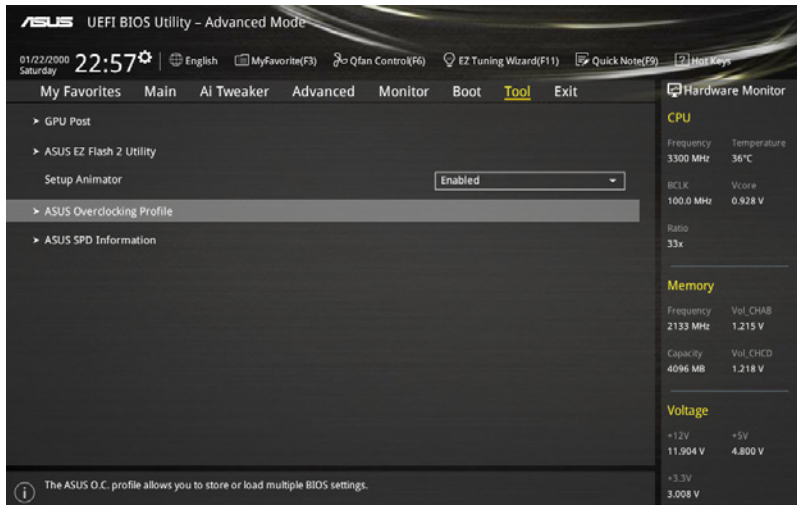 ASUS UEFI BIOS Utility – Advanced Mode
01/22/2000 Saturday 22:57 English MyFavorite(F3) Qfan Control(F6) EZ Tuning Wizard(F11) Quick Note(F9) ? Hot Keys
My Favorites Main Ai Tweaker Advanced Monitor Boot Tool Exit
> GPU Post
> ASUS EZ Flash 2 Utility
Setup Animator Enabled
> ASUS Overclocking Profile
> ASUS SPD Information
i The ASUS O.C. profile allows you to store or load multiple BIOS settings.
Hardware Monitor
CPU
Frequency Temperature
3300 MHz 36°C
BCLK Vcore
100.0 MHz 0.928 V
Ratio
33x
Memory
Frequency Vol_CHAB
2133 MHz 1.215 V
Capacity Vol_CHCD
4096 MB 1.218 V
Voltage
+12V +5V
11.904 V 4.800 V
+3.3V
3.008 V